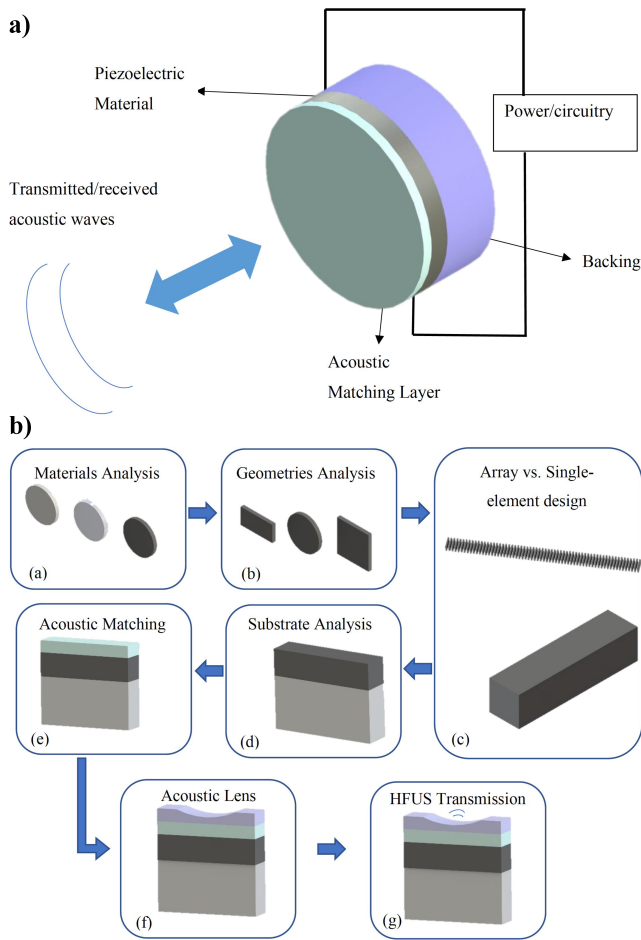 a)
Piezoelectric
Material
Power/circuitry
Transmitted/received
acoustic waves
Backing
Acoustic
Matching Layer
b)
Materials Analysis
(a)
Geometries Analysis
(b)
Array vs. Single-
element design
(c)
Acoustic Matching
(e)
Substrate Analysis
(d)
Acoustic Lens
(f)
HFUS Transmission
(g)